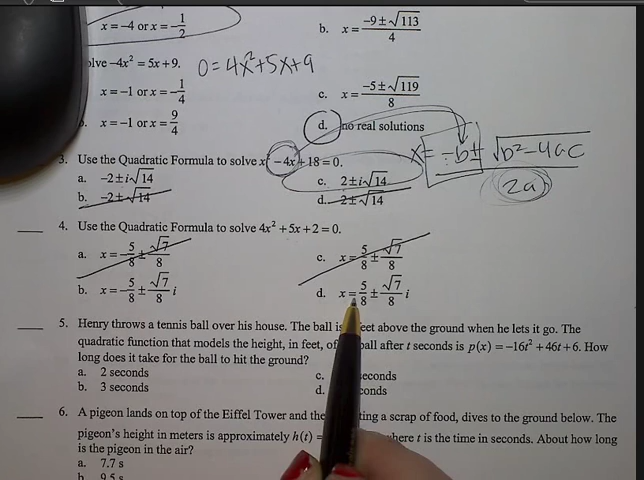 x = –4 or x = –1/2
b. x = (–9 ± √113)/4
olve –4x² = 5x + 9. 0 = 4x² + 5x + 9
x = –1 or x = –1/4
c. x = (–5 ± √119)/8
x = –1 or x = 9/4
d. no real solutions
x = –b ± √b² – 4ac / 2a
3. Use the Quadratic Formula to solve x² – 4x + 18 = 0.
a. –2 ± i√14
c. 2 ± i√14
b. –2 ± √14
d. 2 ± √14
4. Use the Quadratic Formula to solve 4x² + 5x + 2 = 0.
a. x = –5/8 ± √7/8
c. x = 5/8 ± √7/8
b. x = –5/8 ± √7/8 i
d. x = 5/8 ± √7/8 i
5. Henry throws a tennis ball over his house. The ball is eet above the ground when he lets it go. The
quadratic function that models the height, in feet, of all after t seconds is p(x) = –16t² + 46t + 6. How
long does it take for the ball to hit the ground?
a. 2 seconds
c. econds
b. 3 seconds
d. conds
6. A pigeon lands on top of the Eiffel Tower and the ting a scrap of food, dives to the ground below. The
pigeon's height in meters is approximately h(t) = here t is the time in seconds. About how long
is the pigeon in the air?
a. 7.7 s
b 9.5 s